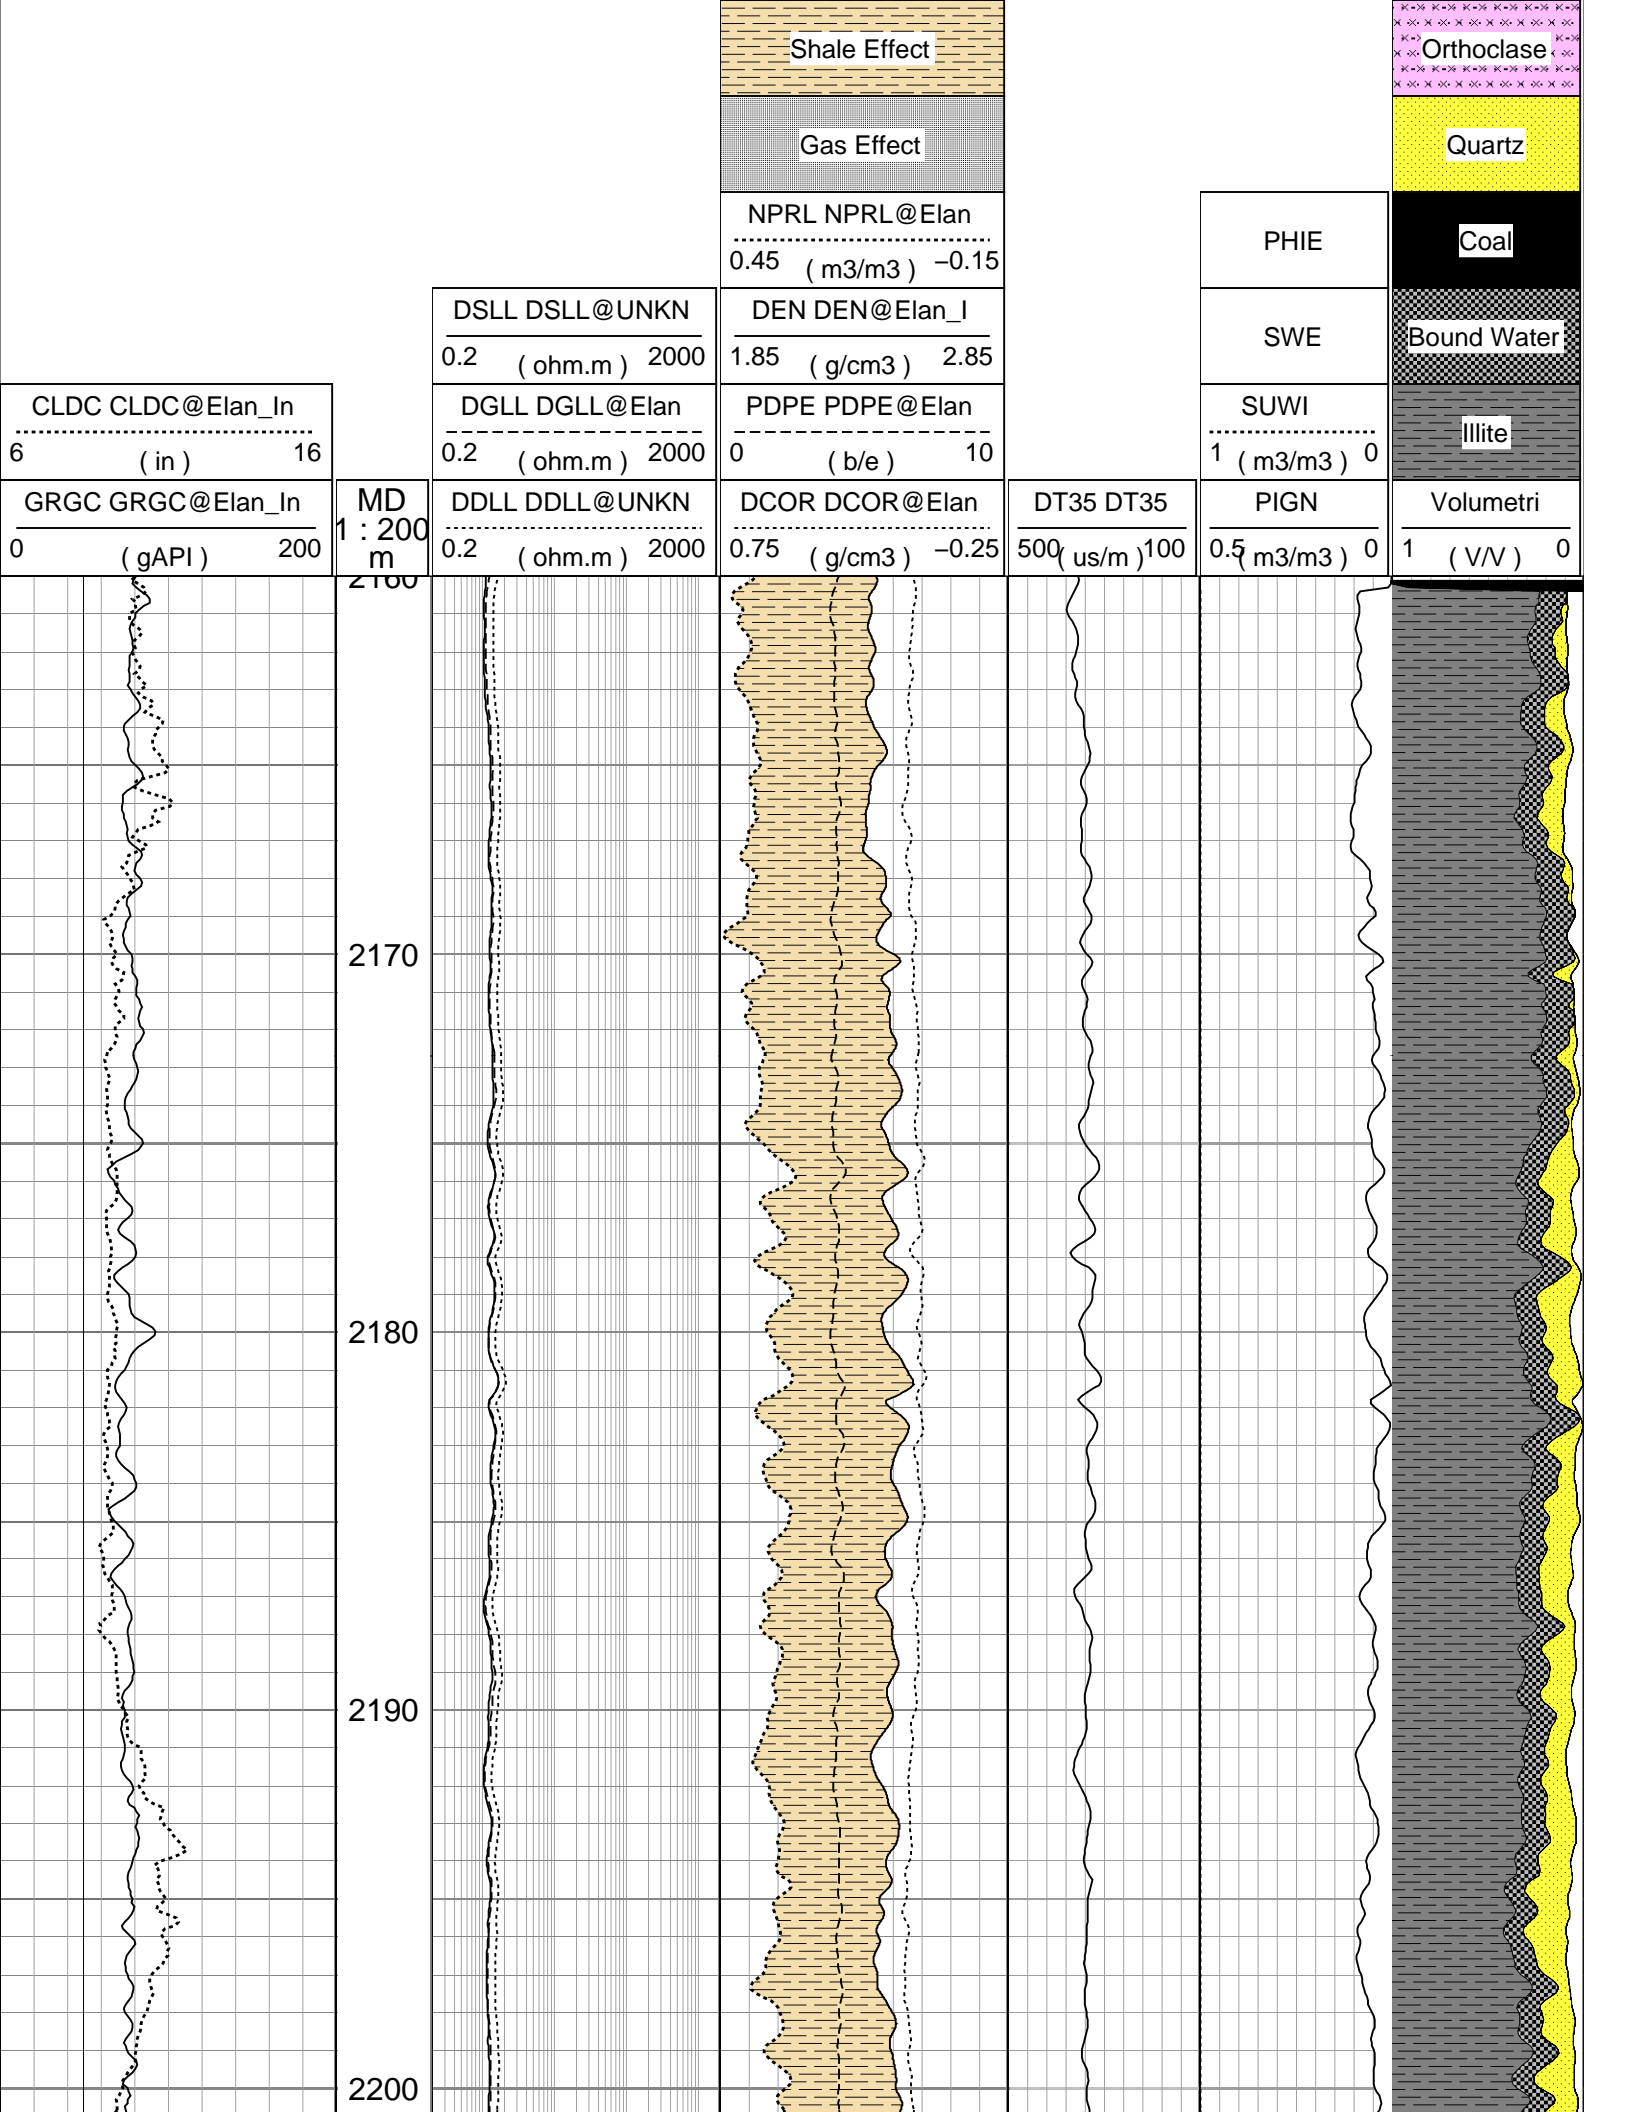 Shale Effect
Orthoclase
Gas Effect
Quartz
NPRL NPRL@Elan
0.45 ( m3/m3 ) −0.15
PHIE
Coal
DSLL DSLL@UNKN
0.2 ( ohm.m ) 2000
DEN DEN@Elan_I
1.85 ( g/cm3 ) 2.85
SWE
Bound Water
CLDC CLDC@Elan_In
6 ( in ) 16
DGLL DGLL@Elan
0.2 ( ohm.m ) 2000
PDPE PDPE@Elan
0 ( b/e ) 10
SUWI
1 ( m3/m3 ) 0
Illite
GRGC GRGC@Elan_In
0 ( gAPI ) 200
MD
1 : 200
m
DDLL DDLL@UNKN
0.2 ( ohm.m ) 2000
DCOR DCOR@Elan
0.75 ( g/cm3 ) −0.25
DT35 DT35
500 ( us/m ) 100
PIGN
0.5 ( m3/m3 ) 0
Volumetri
1 ( V/V ) 0
2160
2170
2180
2190
2200